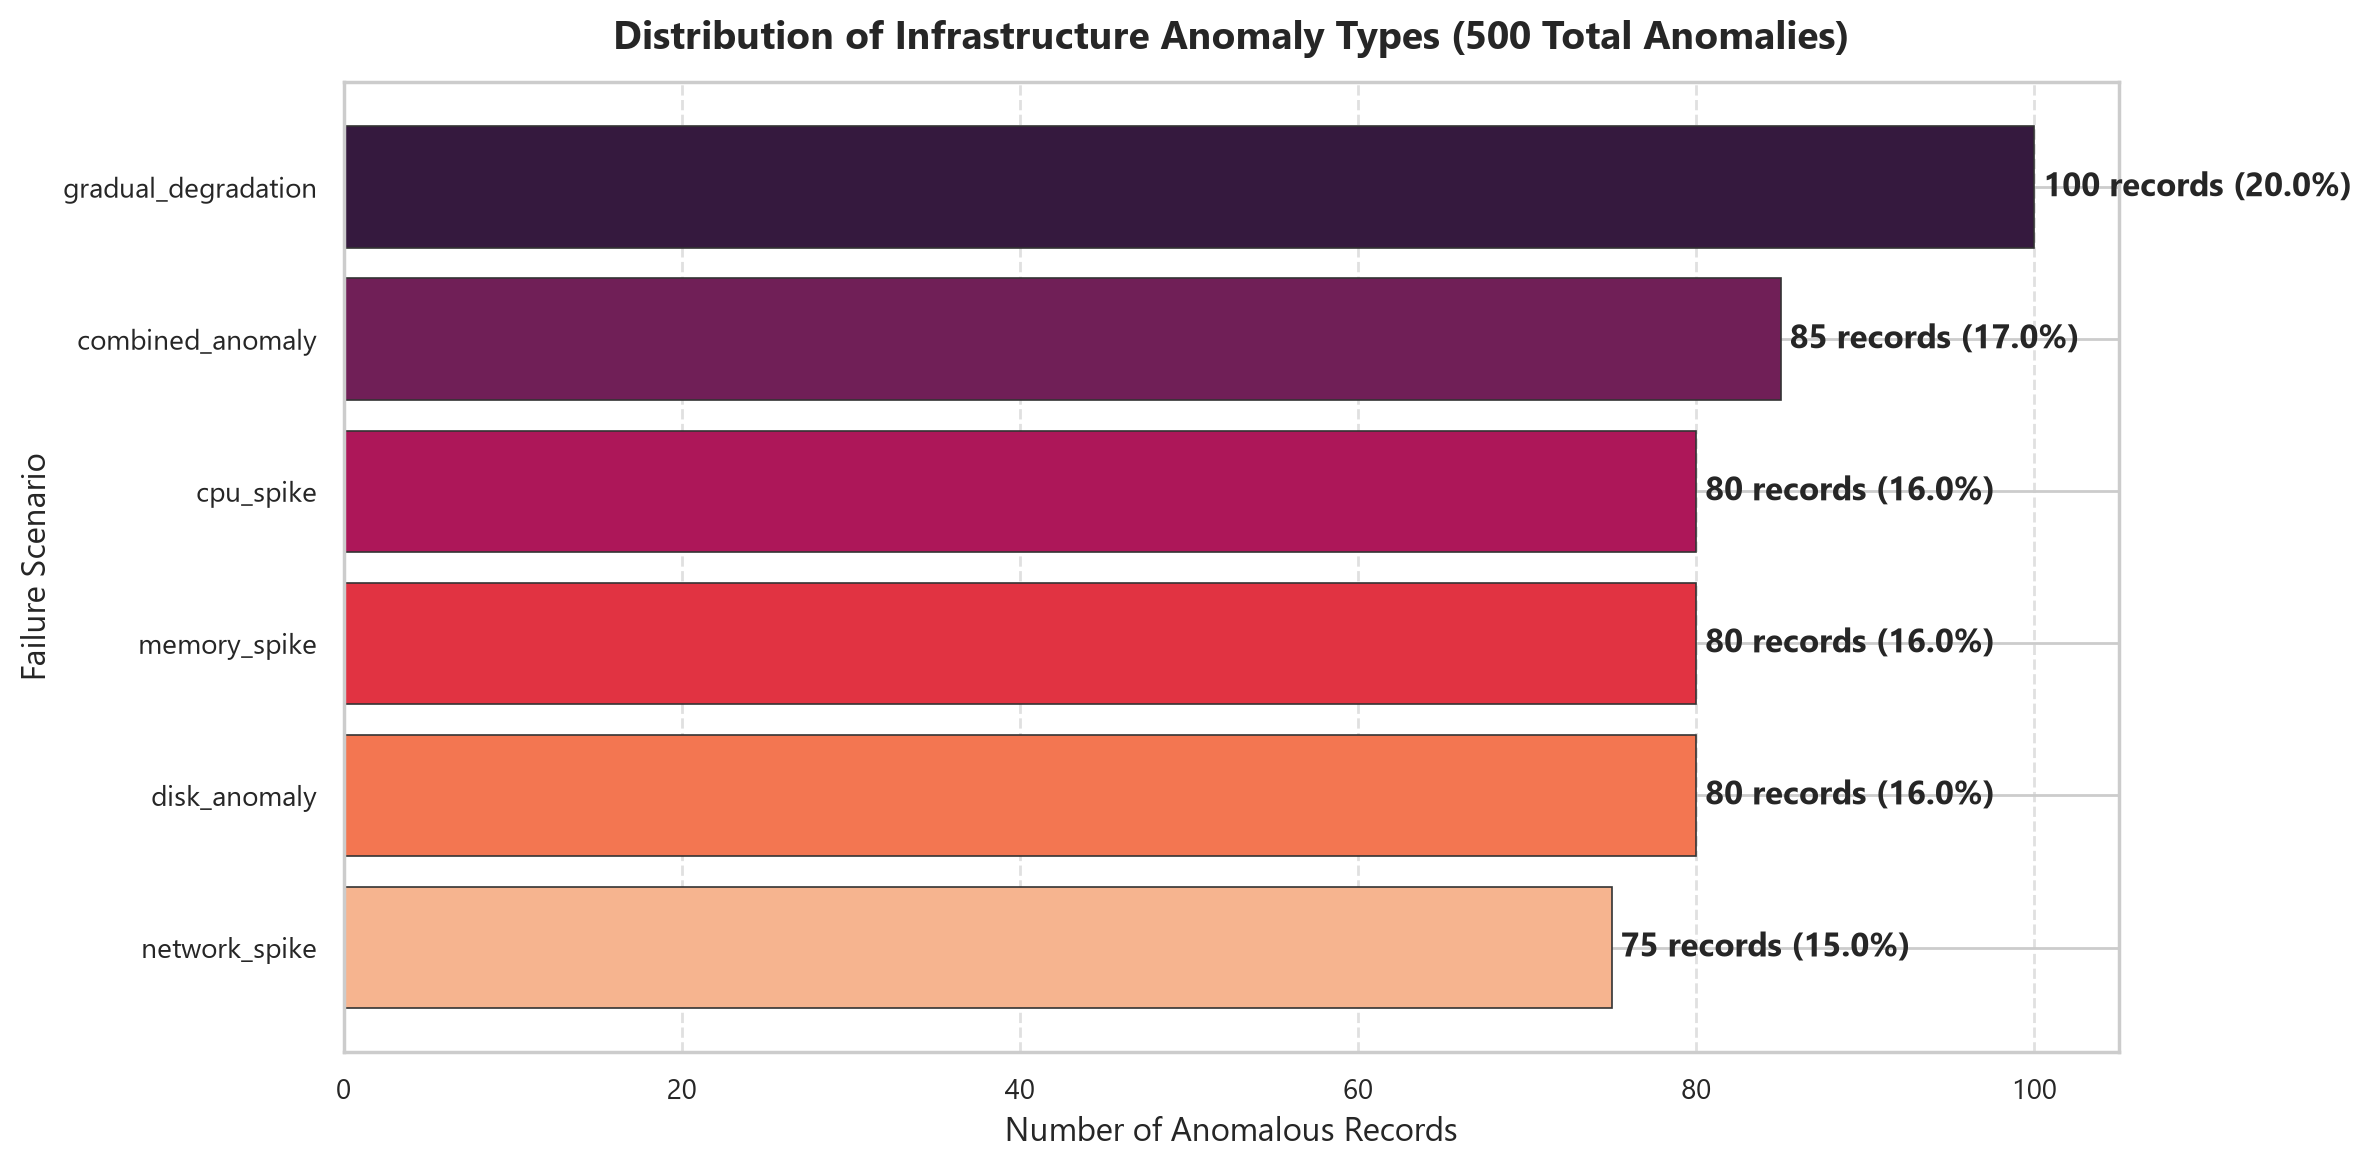 Distribution of Infrastructure Anomaly Types (500 Total Anomalies)
Failure Scenario
gradual_degradation
100 records (20.0%)
combined_anomaly
85 records (17.0%)
cpu_spike
80 records (16.0%)
memory_spike
80 records (16.0%)
disk_anomaly
80 records (16.0%)
network_spike
75 records (15.0%)
0 20 40 60 80 100
Number of Anomalous Records